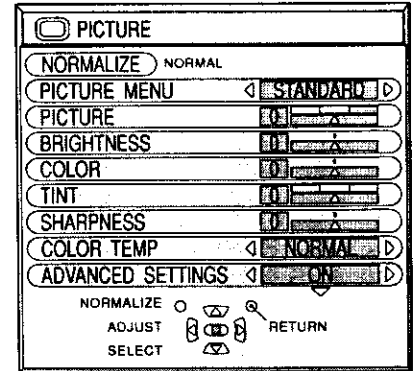 PICTURE
NORMALIZE NORMAL
PICTURE MENU STANDARD
PICTURE 0
BRIGHTNESS 0
COLOR 0
TINT 0
SHARPNESS 0
COLOR TEMP NORMAL
ADVANCED SETTINGS ON
NORMALIZE
ADJUST RETURN
SELECT